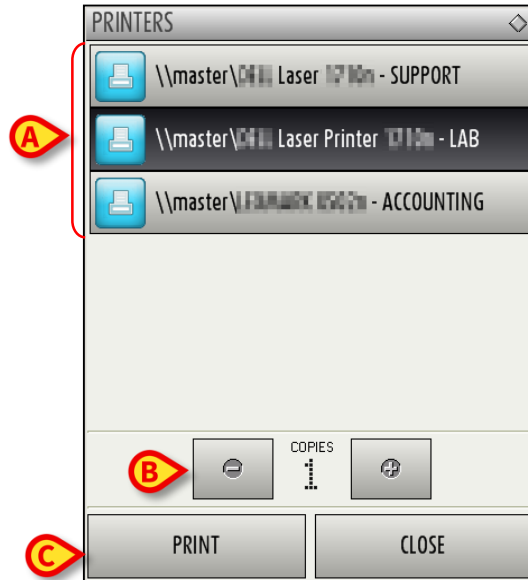 PRINTERS
\\master\ Laser - SUPPORT
A
\\master\ Laser Printer - LAB
\\master\ - ACCOUNTING
COPIES
B
1
PRINT
CLOSE
C